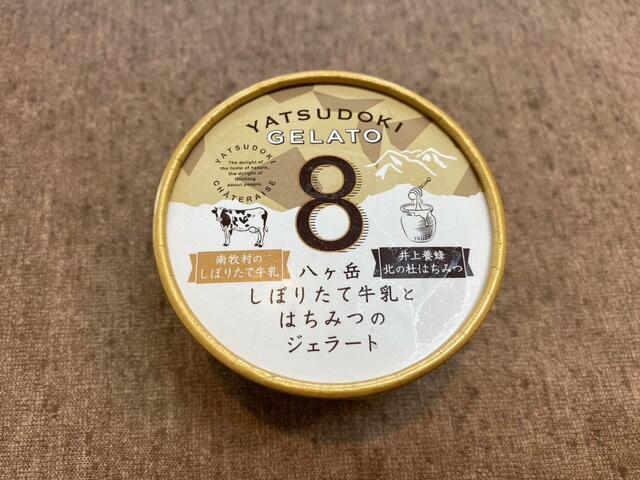 YATSUDOKI
GELATO
YATSUDOKI
The delight of
the taste of nature,
the delight of
thinking
about people.
CHÂTERAISÉ
8
南牧村の
しぼりたて牛乳
井上養蜂
北の杜はちみつ
八ヶ岳
しぼりたて牛乳と
はちみつの
ジェラート